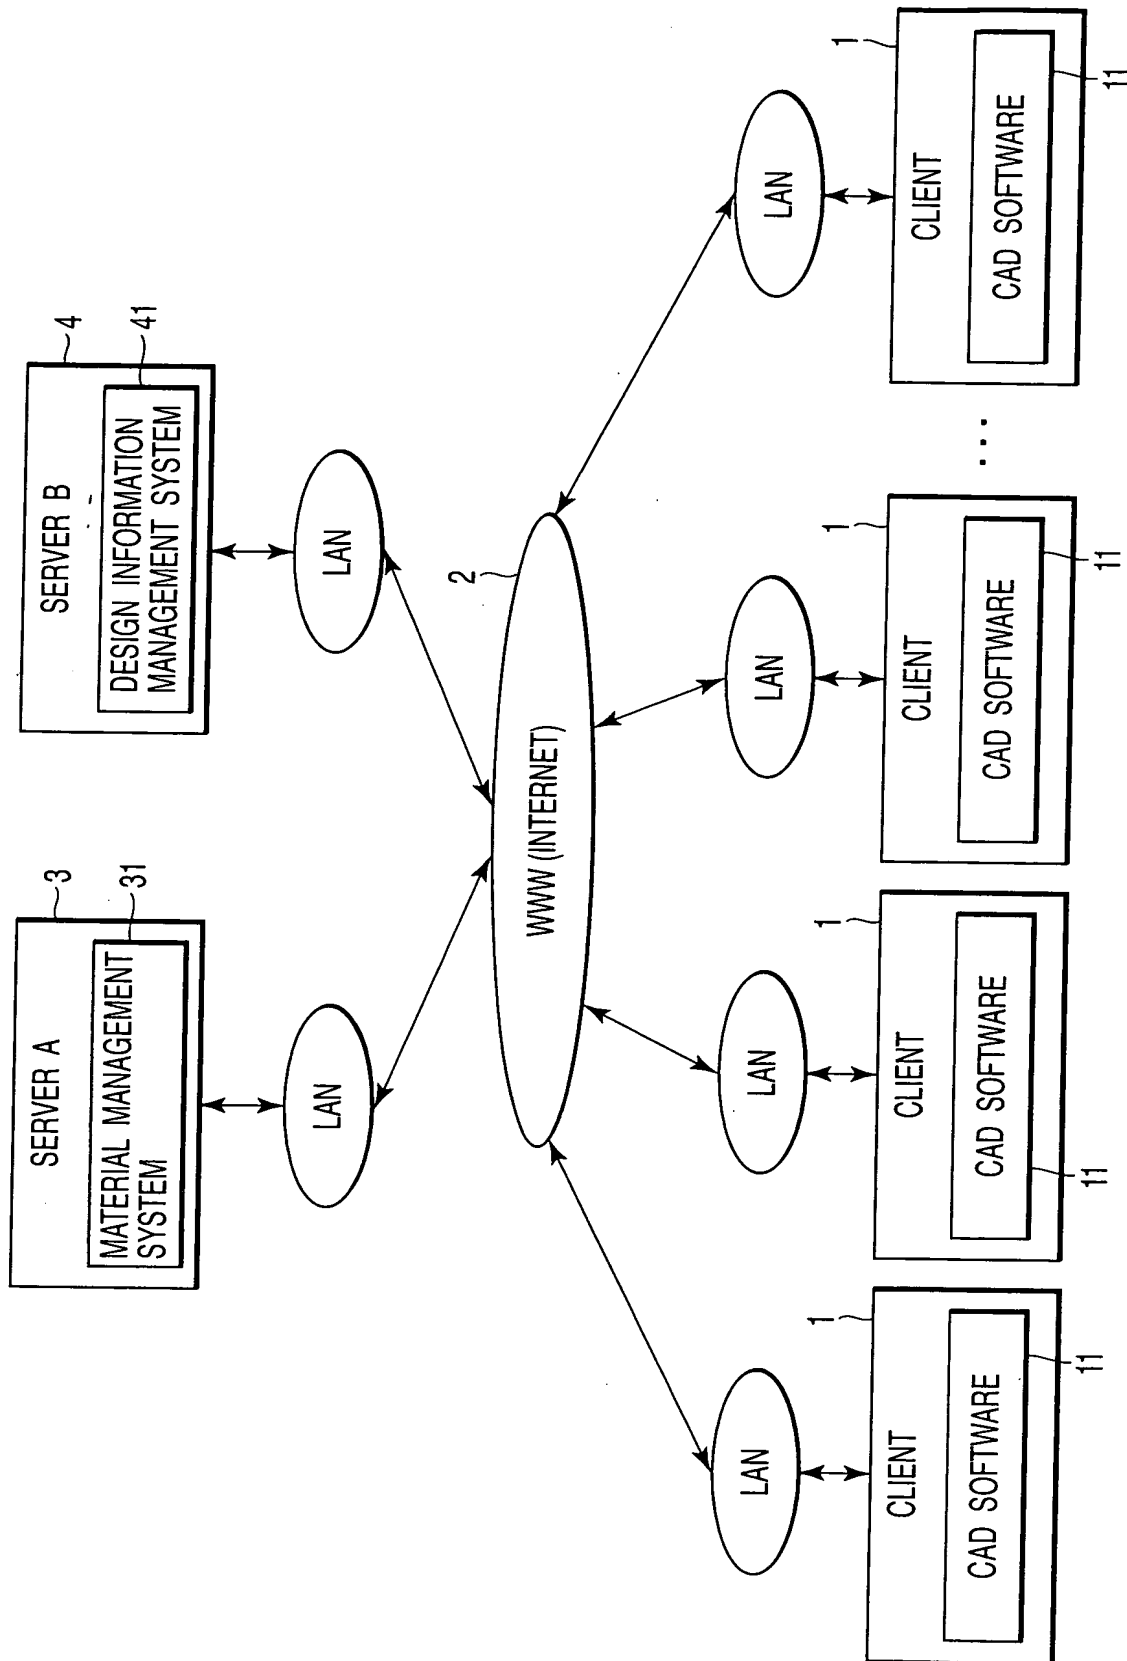 SERVER A
3
MATERIAL MANAGEMENT
SYSTEM
31
SERVER B
4
DESIGN INFORMATION
MANAGEMENT SYSTEM
41
LAN
LAN
WWW (INTERNET)
2
LAN
LAN
LAN
LAN
CLIENT
1
CAD SOFTWARE
11
CLIENT
1
CAD SOFTWARE
11
CLIENT
1
CAD SOFTWARE
11
...
CLIENT
1
CAD SOFTWARE
11